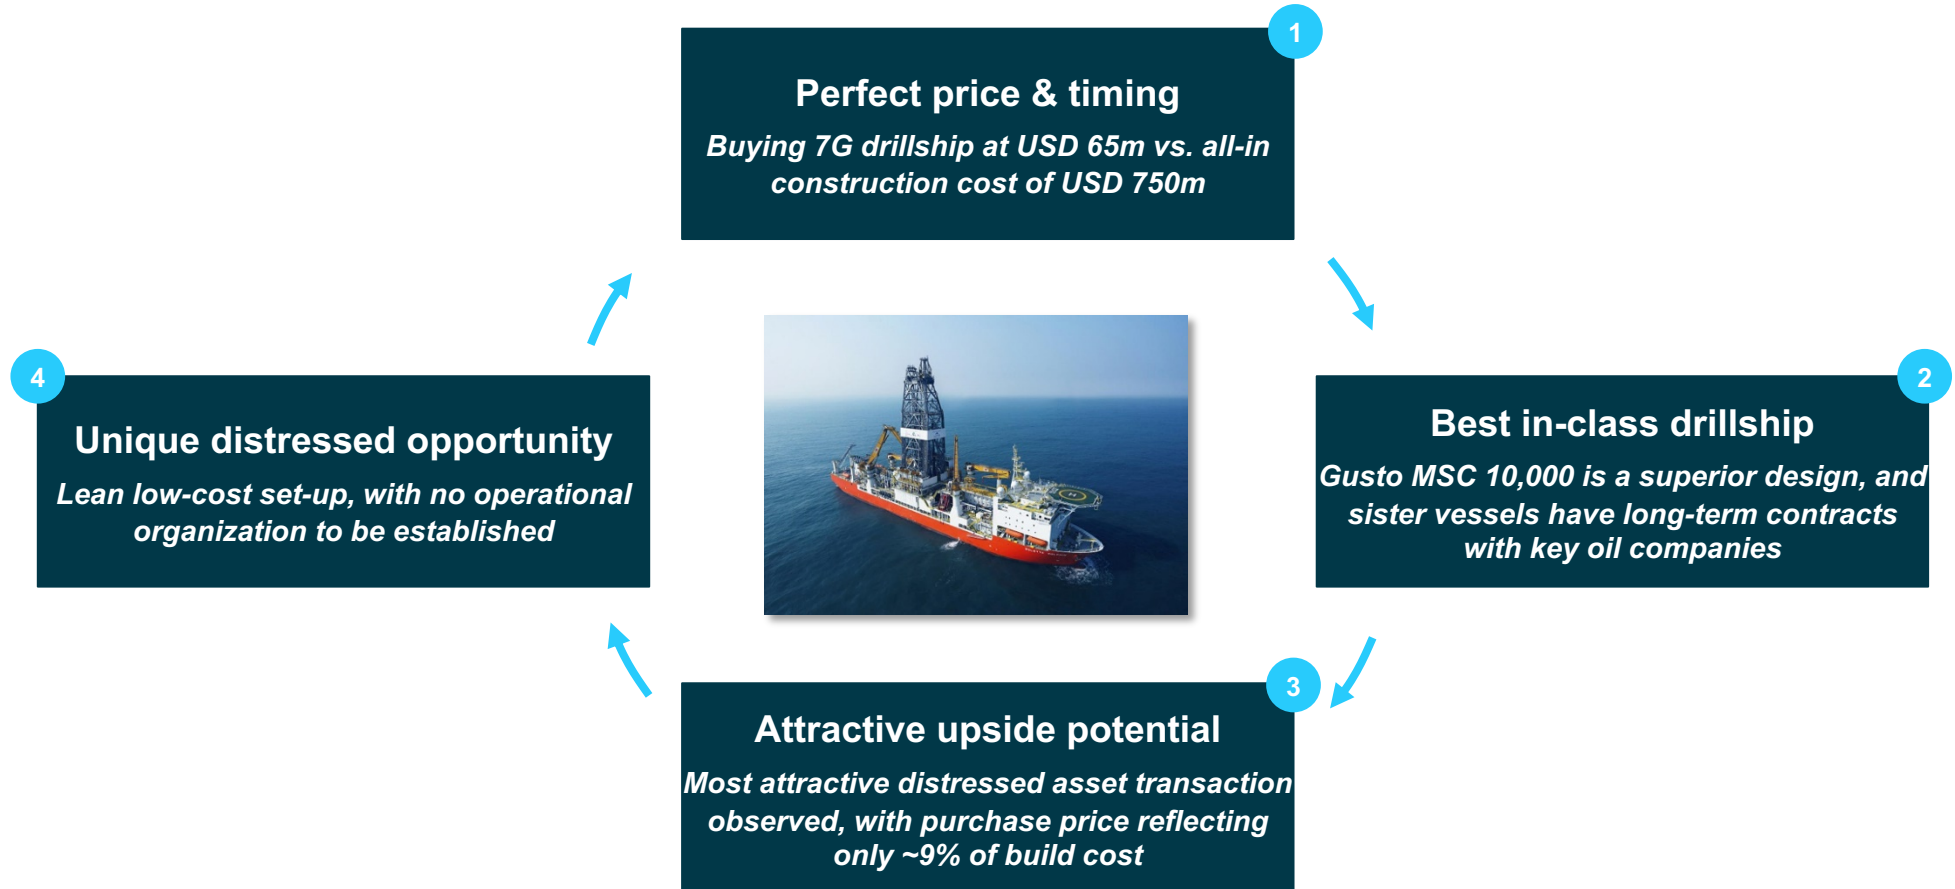 1
Perfect price & timing
Buying 7G drillship at USD 65m vs. all-in
construction cost of USD 750m
2
Best in-class drillship
Gusto MSC 10,000 is a superior design, and
sister vessels have long-term contracts
with key oil companies
3
Attractive upside potential
Most attractive distressed asset transaction
observed, with purchase price reflecting
only ~9% of build cost
4
Unique distressed opportunity
Lean low-cost set-up, with no operational
organization to be established
H